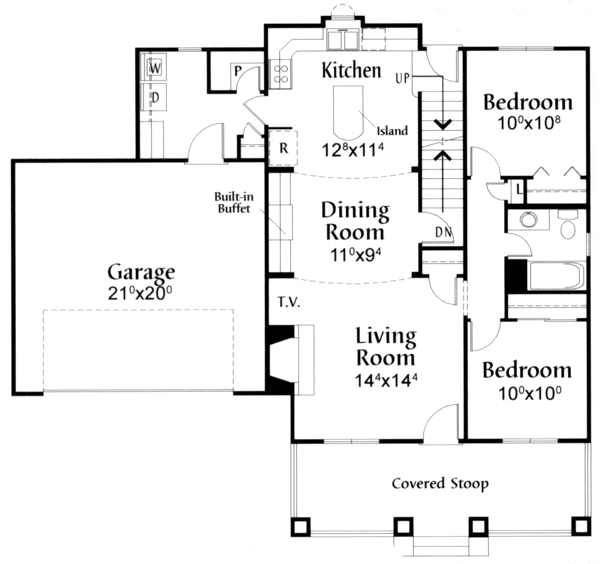 W
P
D
Kitchen
UP
Island
12⁸x11⁴
R
Bedroom
10⁰x10⁸
L
Built-in
Buffet
Dining
Room
11⁰x9⁴
DN
Garage
21⁰x20⁰
T.V.
Living
Room
14⁴x14⁴
Bedroom
10⁰x10⁰
Covered Stoop